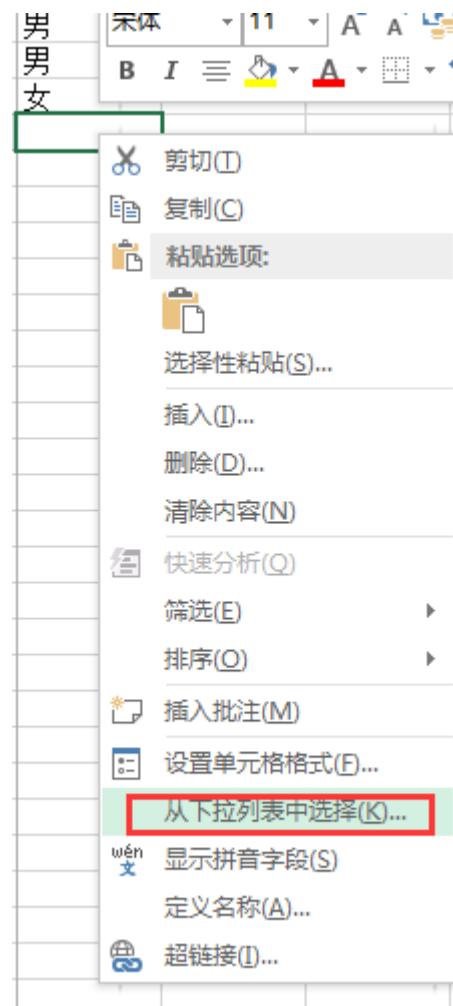 男
宋体 11 A A
男
B I A
女
剪切(T)
复制(C)
粘贴选项:
选择性粘贴(S)...
插入(I)...
删除(D)...
清除内容(N)
快速分析(Q)
筛选(E)
排序(O)
插入批注(M)
设置单元格格式(F)...
从下拉列表中选择(K)...
wén
文 显示拼音字段(S)
定义名称(A)...
超链接(I)...